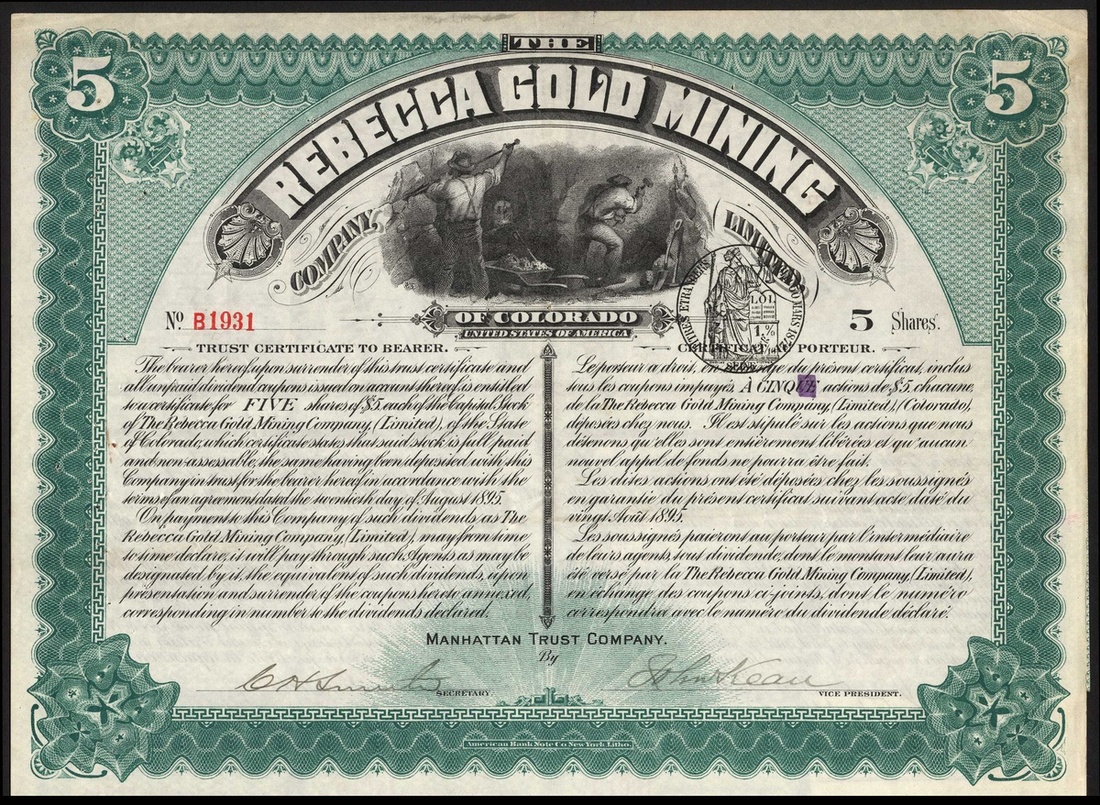 THE
5
5
REBECCA GOLD MINING
COMPANY,
LIMITED
No. B1931
OF COLORADO
UNITED STATES OF AMERICA
5 Shares.
TRUST CERTIFICATE TO BEARER.
The bearer hereof upon surrender of this trust certificate and
all unpaid dividend coupons issued on account thereof is entitled
to a certificate for FIVE shares of $5. each of the Capital Stock
of The Rebecca Gold Mining Company, (Limited), of the State
of Colorado, which certificate states that said stock is full paid
and non-assessable, the same having been deposited with this
Company in trust for the bearer hereof in accordance with the
terms of an agreement dated the twentieth day of August 1895.
On payment to this Company of such dividends as The
Rebecca Gold Mining Company, (Limited), may from time
to time declare, it will pay through such Agents as may be
designated by it, the equivalent of such dividends, upon
presentation and surrender of the coupons hereto annexed,
corresponding in number to the dividends declared.
CERTIFICAT AU PORTEUR.
Le porteur a droit, en du présent certificat, inclus
tous les coupons impayés, À CINQUE actions de $5, chacune,
de la The Rebecca Gold Mining Company, (Limited), (Colorado),
déposées chez nous. Il est stipulé sur les actions que nous
détenons qu'elles sont entièrement libérées et qu'aucun
nouvel appel de fonds ne pourra être fait.
Les dites actions ont été déposées chez les soussignés
en garantie du présent certificat suivant acte daté du
vingt Août 1895.
Les soussignés paieront au porteur par l'intermédiaire
de leurs agents, tous dividende, dont le montant leur aura
été versé par la The Rebecca Gold Mining Company, (Limited),
en échange des coupons ci-joints, dont le numéro
correspondra avec le numéro du dividende déclaré.
TITRES ETRANGERS
LOI
1.%
SEINE
MANHATTAN TRUST COMPANY.
By
John Kean
SECRETARY.
VICE PRESIDENT.
American Bank Note Co New York Litho.